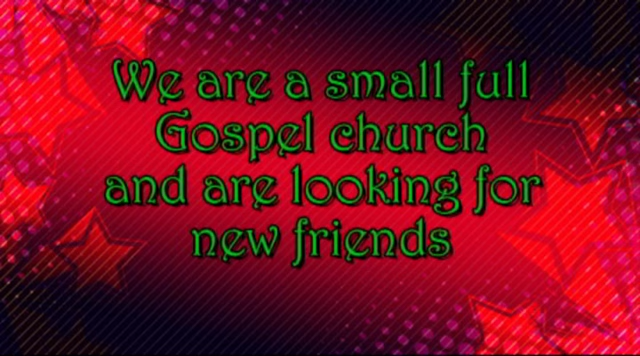 We are a small full
Gospel church
and are looking for
new friends